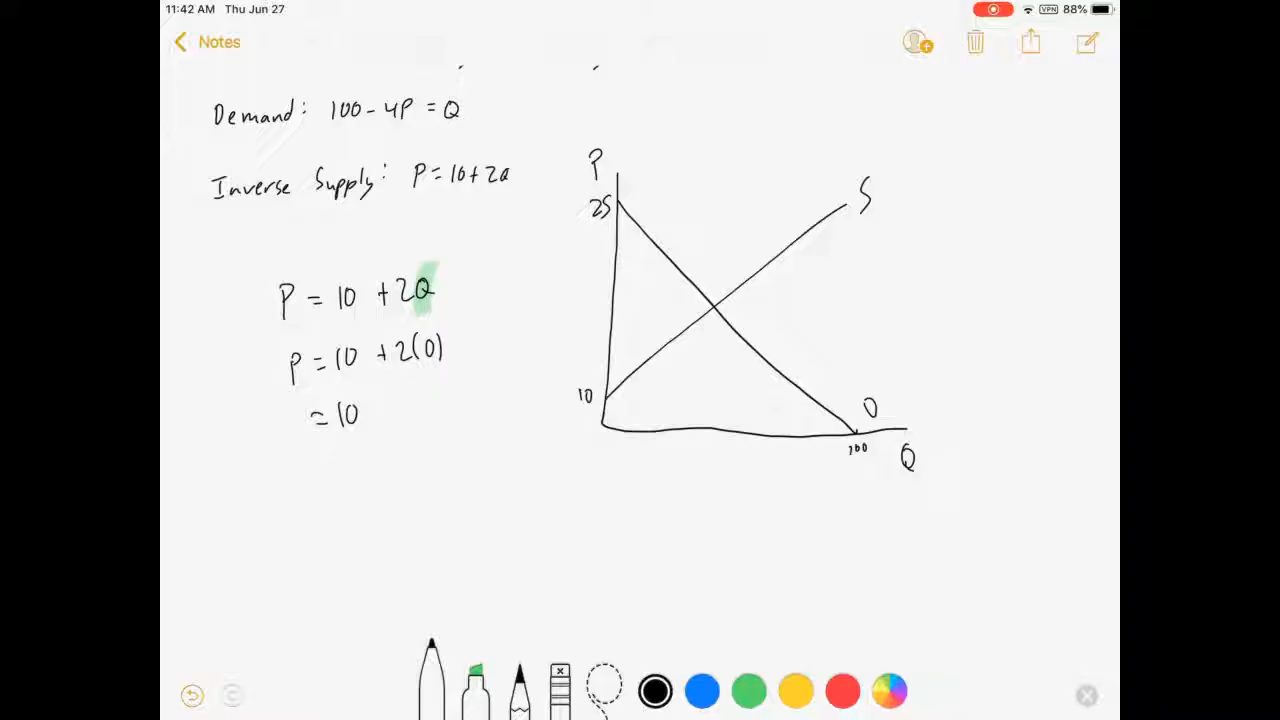 11:42 AM Thu Jun 27
VPN 88%
Notes
Demand: 100 - 4P = Q
Inverse Supply: P = 10 + 2Q
P = 10 + 2Q
P = 10 + 2(0)
= 10
P
25
S
10
D
100
Q